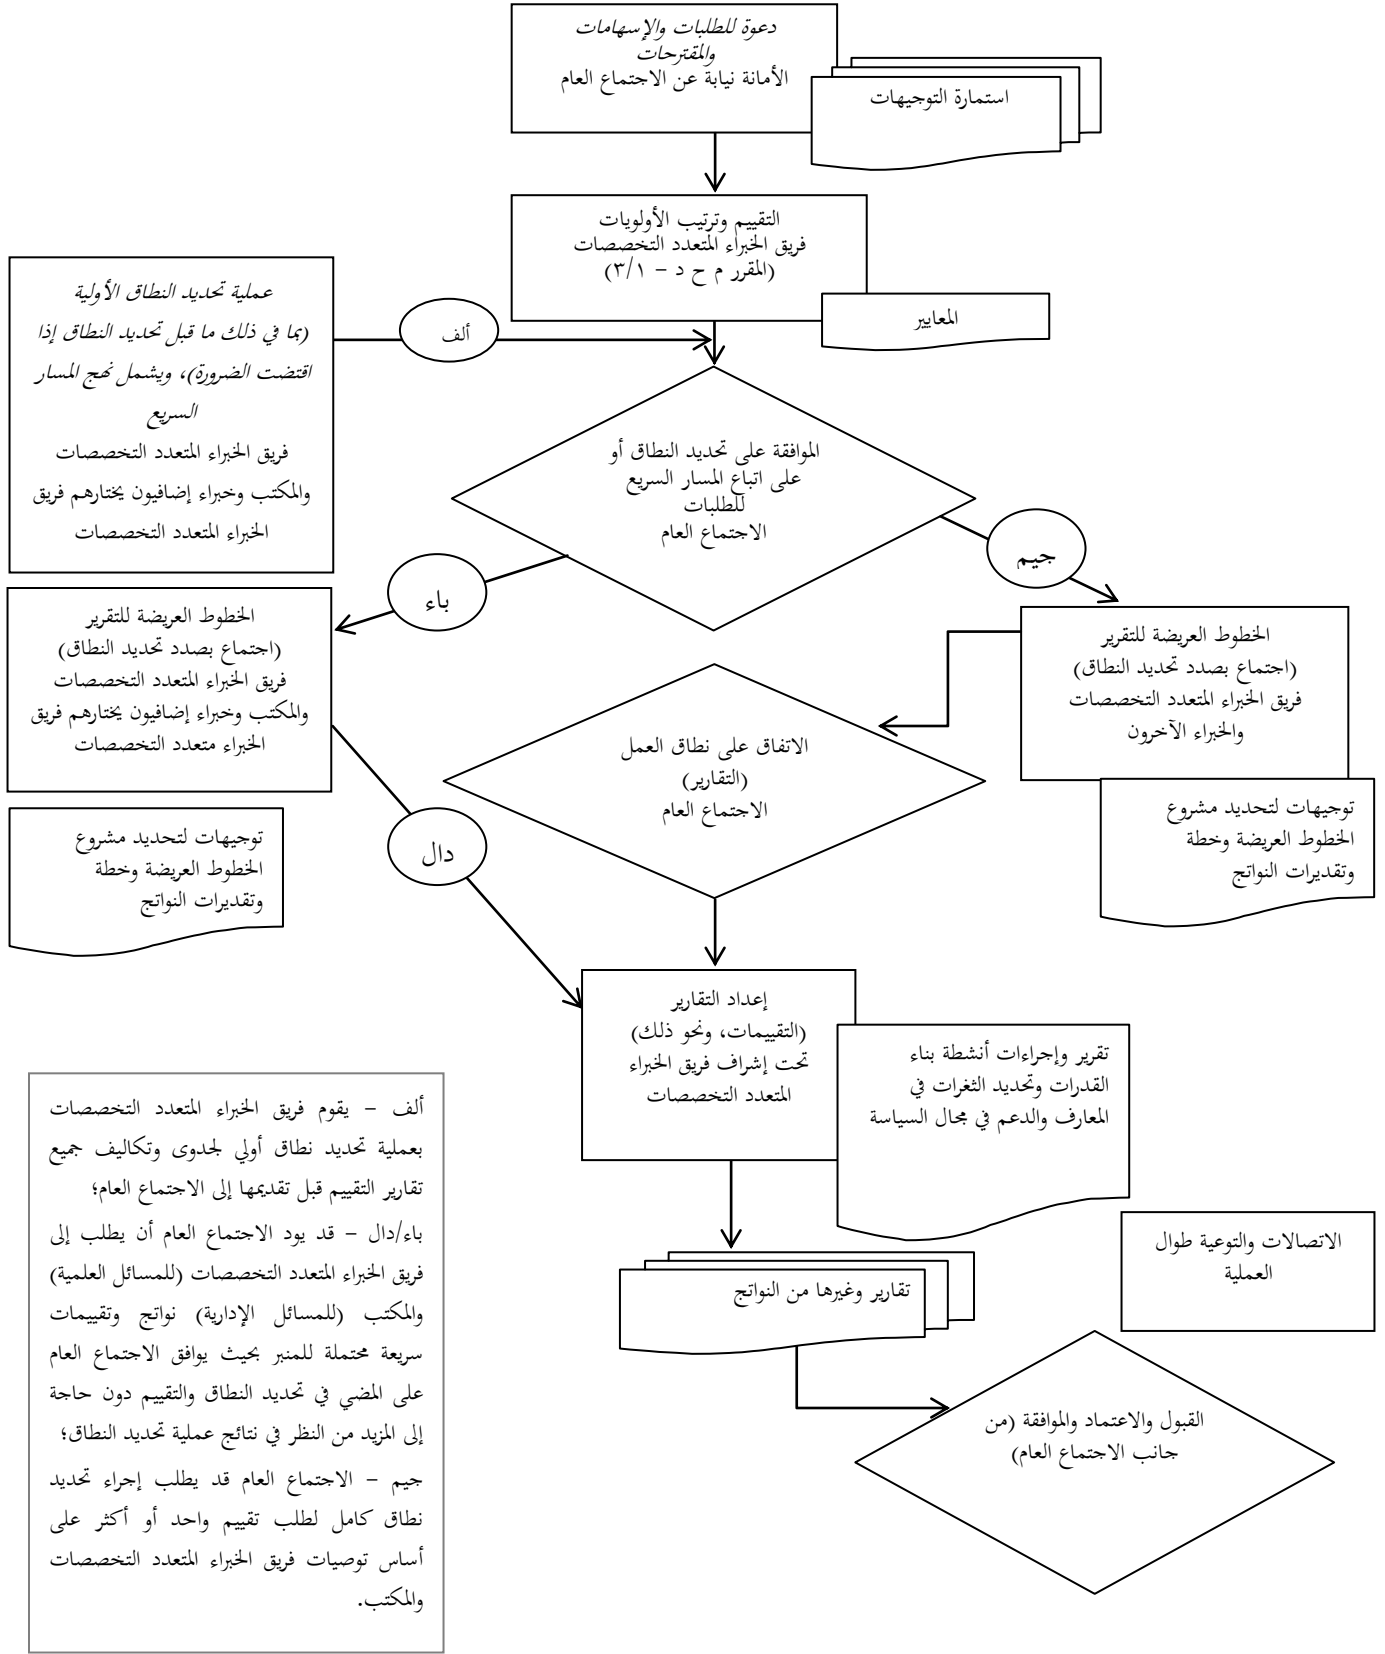 دعوة للطلبات والإسهامات
والمقترحات
الأمانة نيابة عن الاجتماع العام
استمارة التوجيهات
التقييم وترتيب الأولويات
فريق الخبراء المتعدد التخصصات
(المقرر م ح د – ٣/١)
المعايير
عملية تحديد النطاق الأولية
(بما في ذلك ما قبل تحديد النطاق إذا
اقتضت الضرورة)، ويشمل نهج المسار
السريع
فريق الخبراء المتعدد التخصصات
والمكتب وخبراء إضافيون يختارهم فريق
الخبراء المتعدد التخصصات
ألف
الموافقة على تحديد النطاق أو
على اتباع المسار السريع
للطلبات
الاجتماع العام
جيم
باء
الخطوط العريضة للتقرير
(اجتماع بصدد تحديد النطاق)
فريق الخبراء المتعدد التخصصات
والخبراء الآخرون
الخطوط العريضة للتقرير
(اجتماع بصدد تحديد النطاق)
فريق الخبراء المتعدد التخصصات
والمكتب وخبراء إضافيون يختارهم فريق
الخبراء متعدد التخصصات
الاتفاق على نطاق العمل
(التقارير)
الاجتماع العام
توجيهات لتحديد مشروع
الخطوط العريضة وخطة
وتقديرات النواتج
دال
توجيهات لتحديد مشروع
الخطوط العريضة وخطة
وتقديرات النواتج
إعداد التقارير
(التقييمات، ونحو ذلك)
تحت إشراف فريق الخبراء
المتعدد التخصصات
تقرير وإجراءات أنشطة بناء
القدرات وتحديد الثغرات في
المعارف والدعم في مجال السياسة
الاتصالات والتوعية طوال
العملية
تقارير وغيرها من النواتج
القبول والاعتماد والموافقة (من
جانب الاجتماع العام)
ألف – يقوم فريق الخبراء المتعدد التخصصات
بعملية تحديد نطاق أولي لجدوى وتكاليف جميع
تقارير التقييم قبل تقديمها إلى الاجتماع العام؛
باء/دال – قد يود الاجتماع العام أن يطلب إلى
فريق الخبراء المتعدد التخصصات (للمسائل العلمية)
والمكتب (للمسائل الإدارية) نواتج وتقييمات
سريعة محتملة للمنبر بحيث يوافق الاجتماع العام
على المضي في تحديد النطاق والتقييم دون حاجة
إلى المزيد من النظر في نتائج عملية تحديد النطاق؛
جيم – الاجتماع العام قد يطلب إجراء تحديد
نطاق كامل لطلب تقييم واحد أو أكثر على
أساس توصيات فريق الخبراء المتعدد التخصصات
والمكتب.